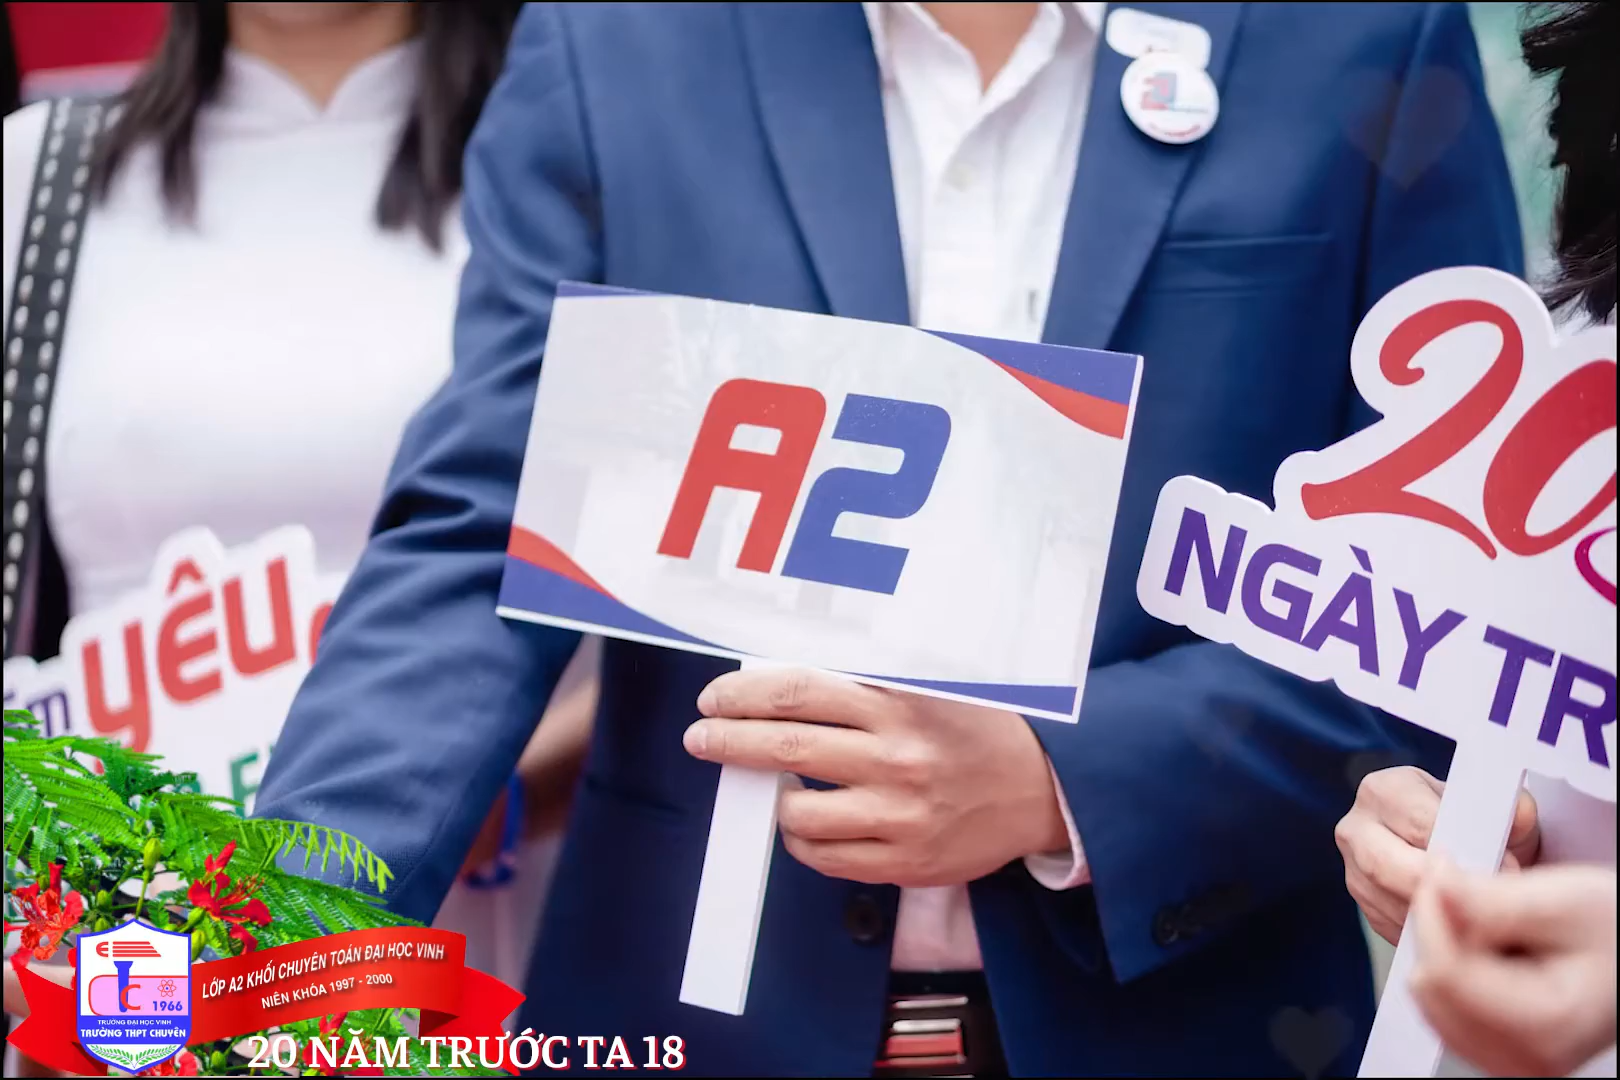 A2
20
NGÀY TR
Em yêu
1966
TRƯỜNG ĐẠI HỌC VINH
TRƯỜNG THPT CHUYÊN
LỚP A2 KHỐI CHUYÊN TOÁN ĐẠI HỌC VINH
NIÊN KHÓA 1997 - 2000
20 NĂM TRƯỚC TA 18